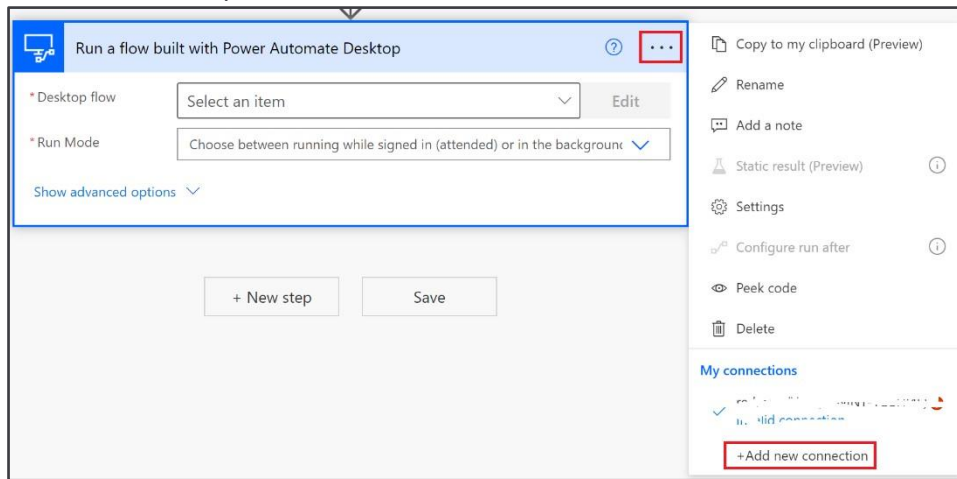 Run a flow built with Power Automate Desktop
* Desktop flow
Select an item
Edit
* Run Mode
Choose between running while signed in (attended) or in the
Show advanced options
+ New step
Save
Copy to my clipboard (Preview)
Rename
Add a note
Static result (Preview)
Settings
Configure run after
Peek code
Delete
My connections
connection
+Add new connection